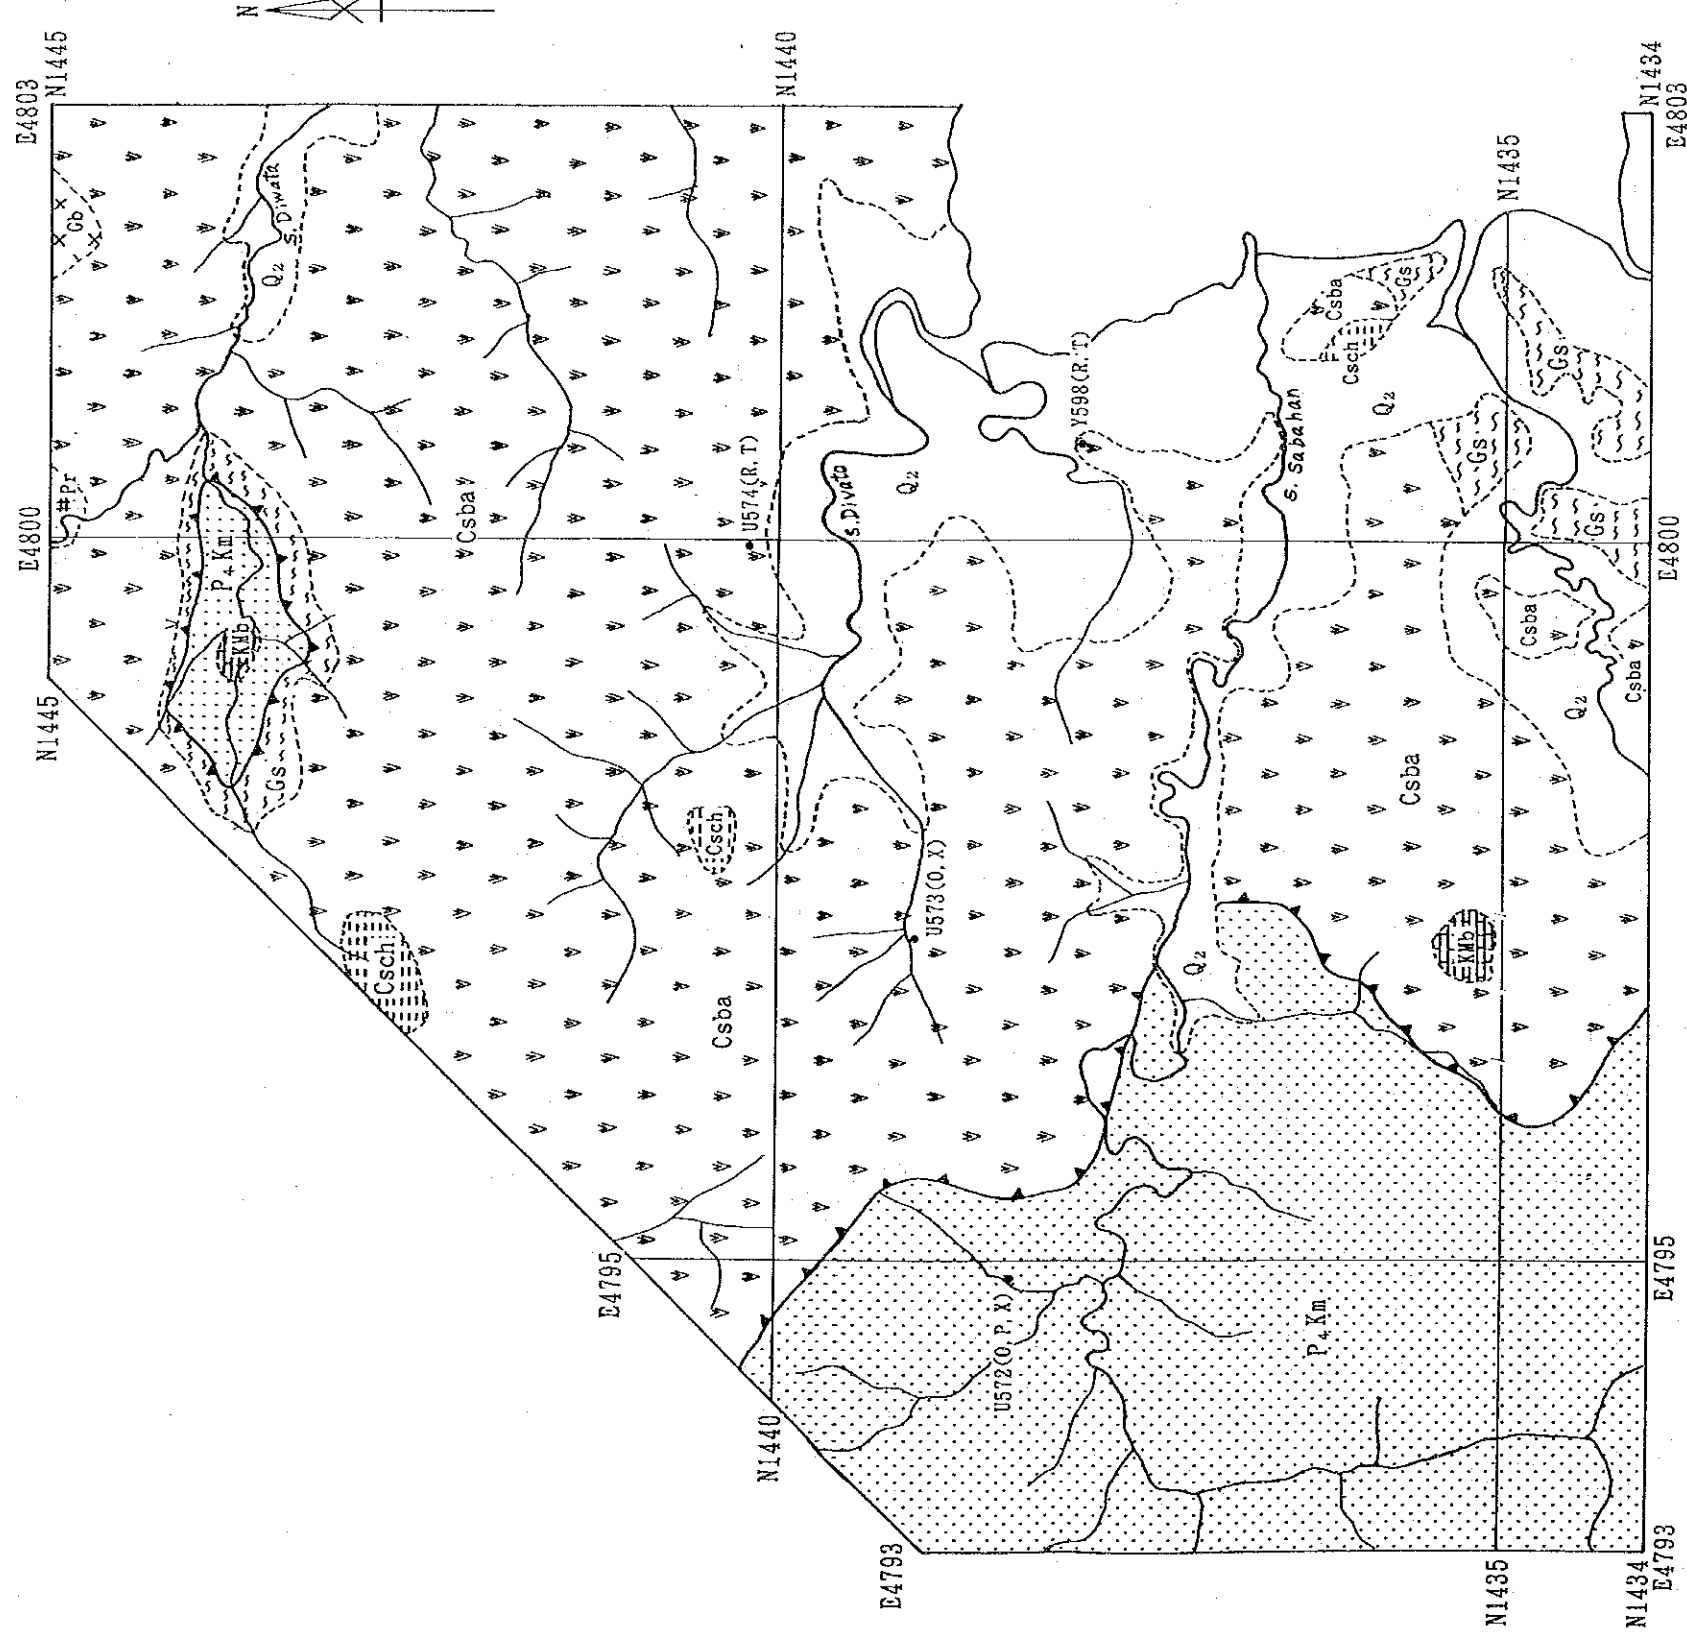 N
E4803
N1445
N1440
N1435
N1434
E4803
Gb
S. Diwata
Q₂
#Pr
E4800
P₄Km
KMb
Gs
N1445
Csba
U574(R,T)
S.Divato
Q₂
Y598(R,T)
S. Sabahan
Csba
Csch
Gs
Q₂
Gs
Gs
Gs
E4800
Csba
Csba
Q₂
Csba
Csch
Csch
U573(O,X)
Csba
Q₂
KMb
E4795
U572(O,P,X)
P₄Km
E4795
N1440
E4793
N1435
N1434
E4793